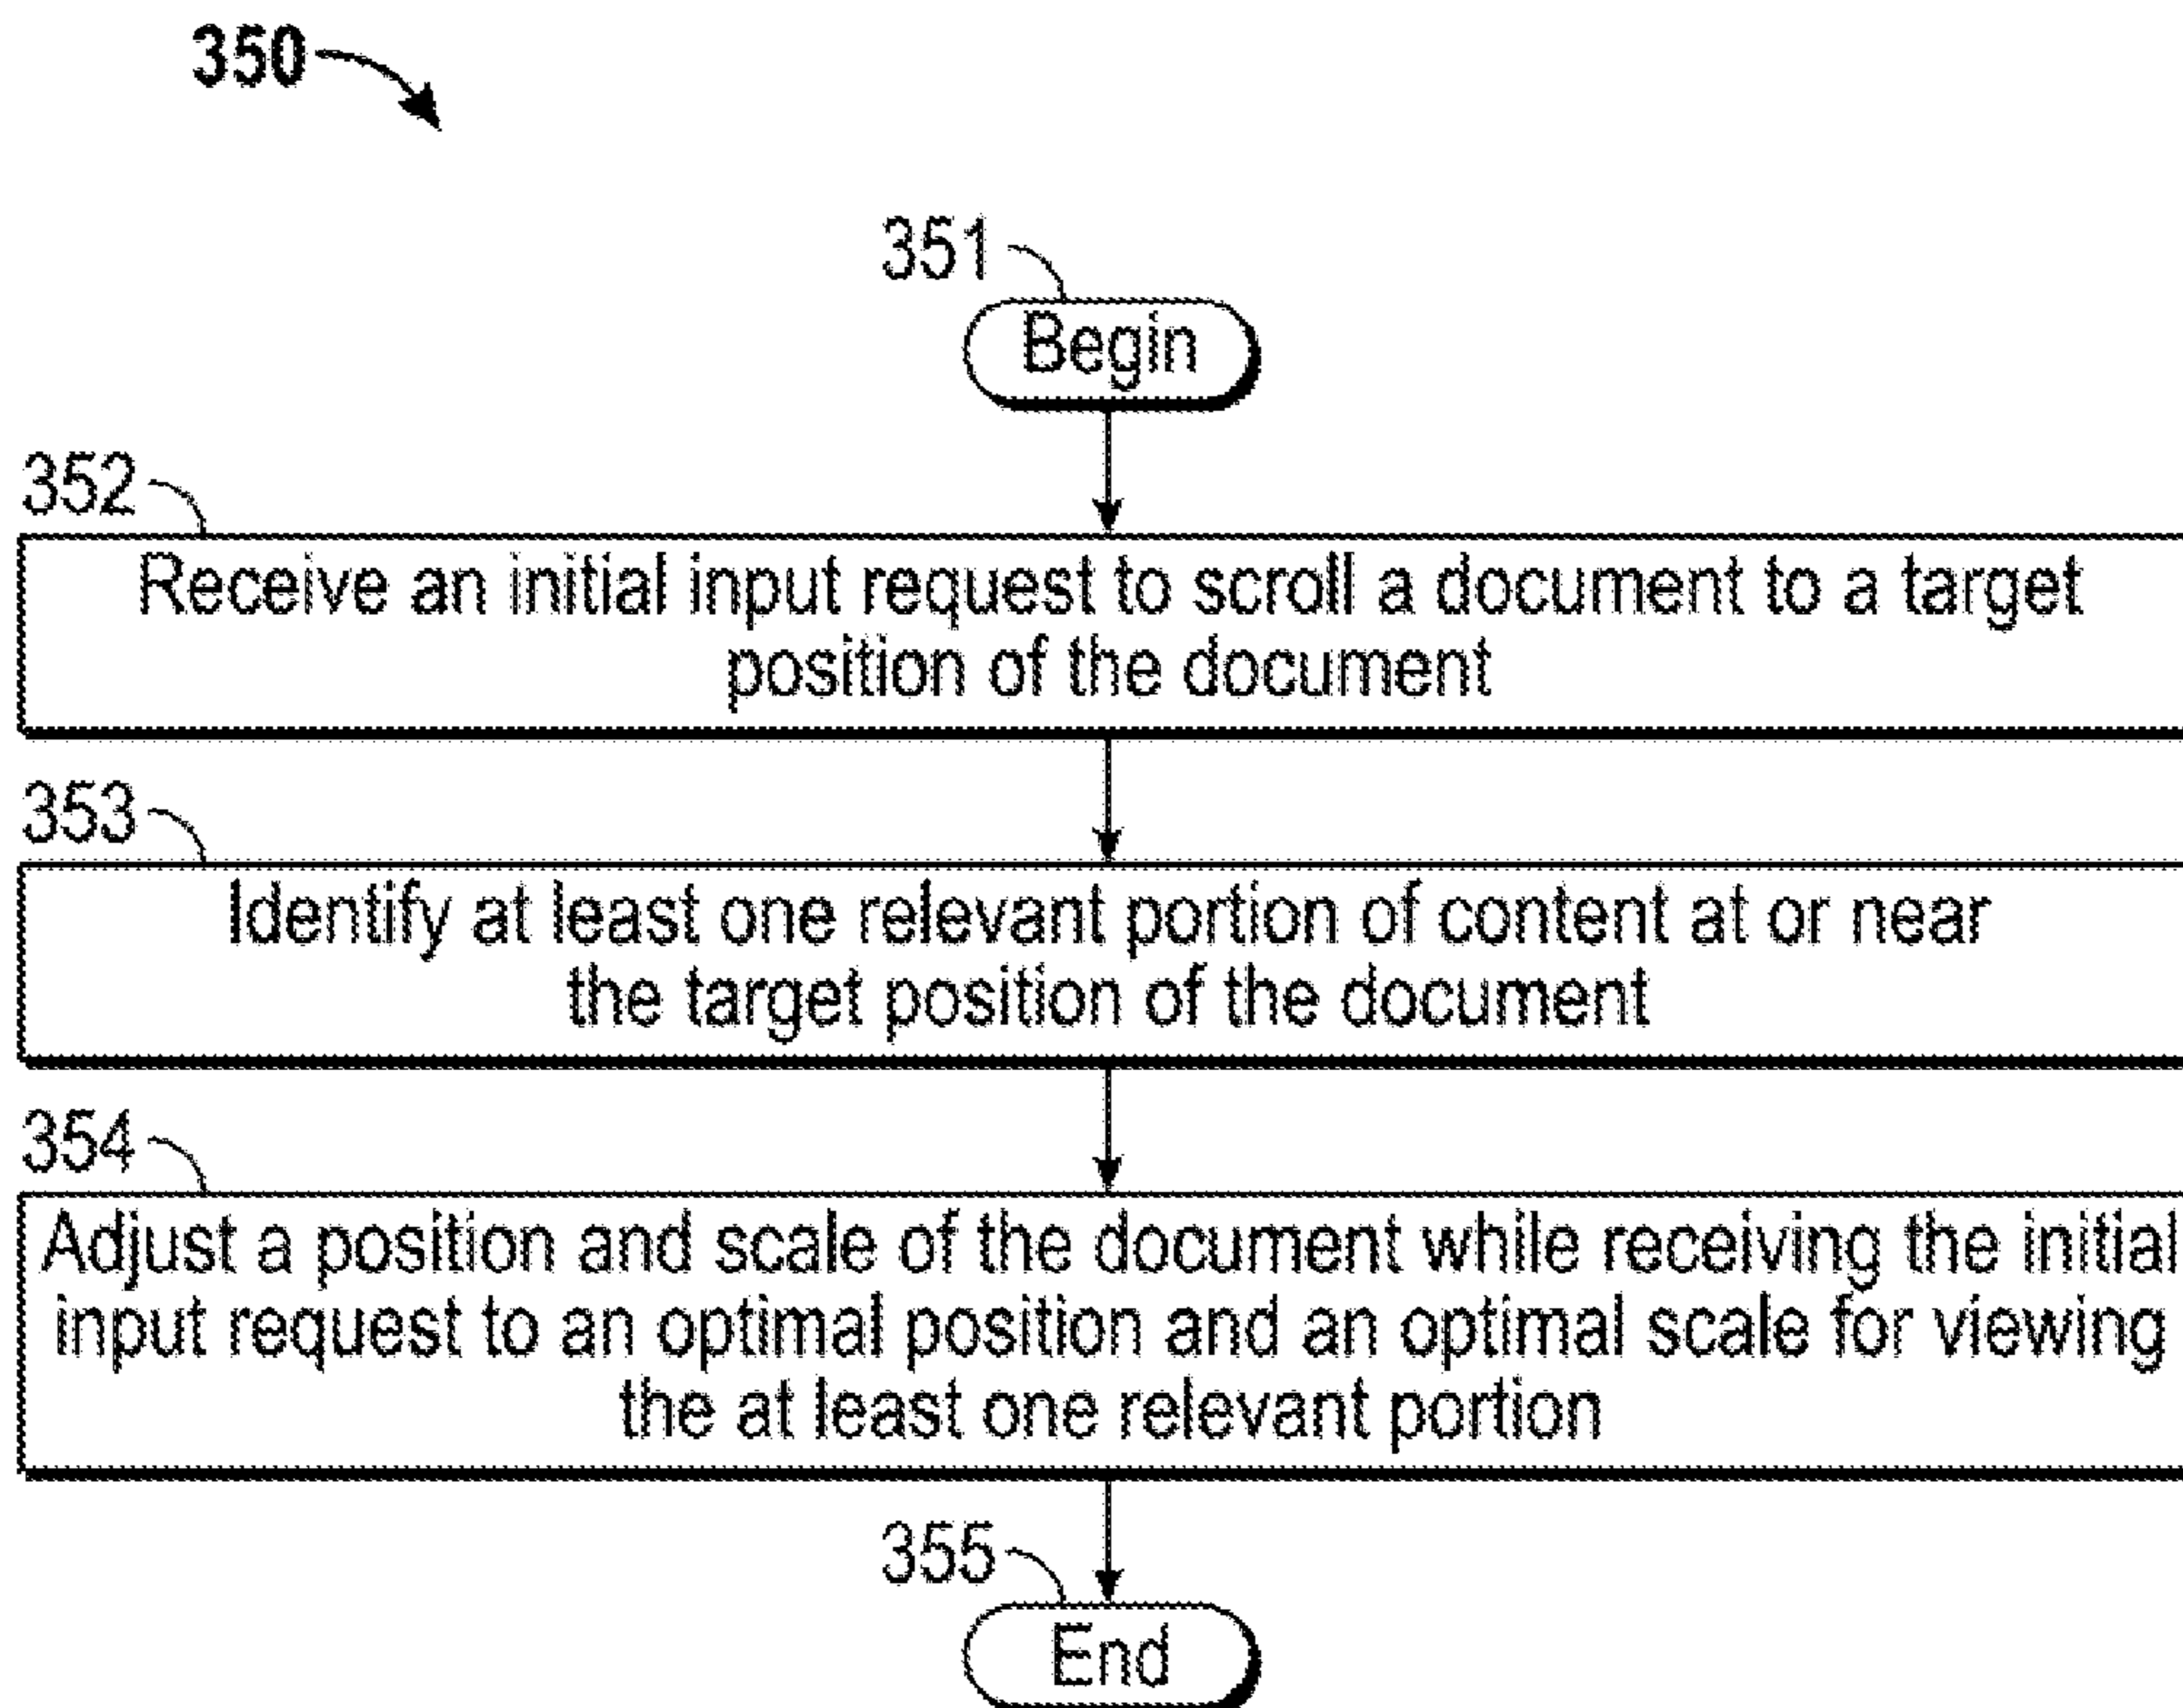 350
351
Begin
352
Receive an initial input request to scroll a document to a target
position of the document
353
Identify at least one relevant portion of content at or near
the target position of the document
354
Adjust a position and scale of the document while receiving the initial
input request to an optimal position and an optimal scale for viewing
the at least one relevant portion
355
End